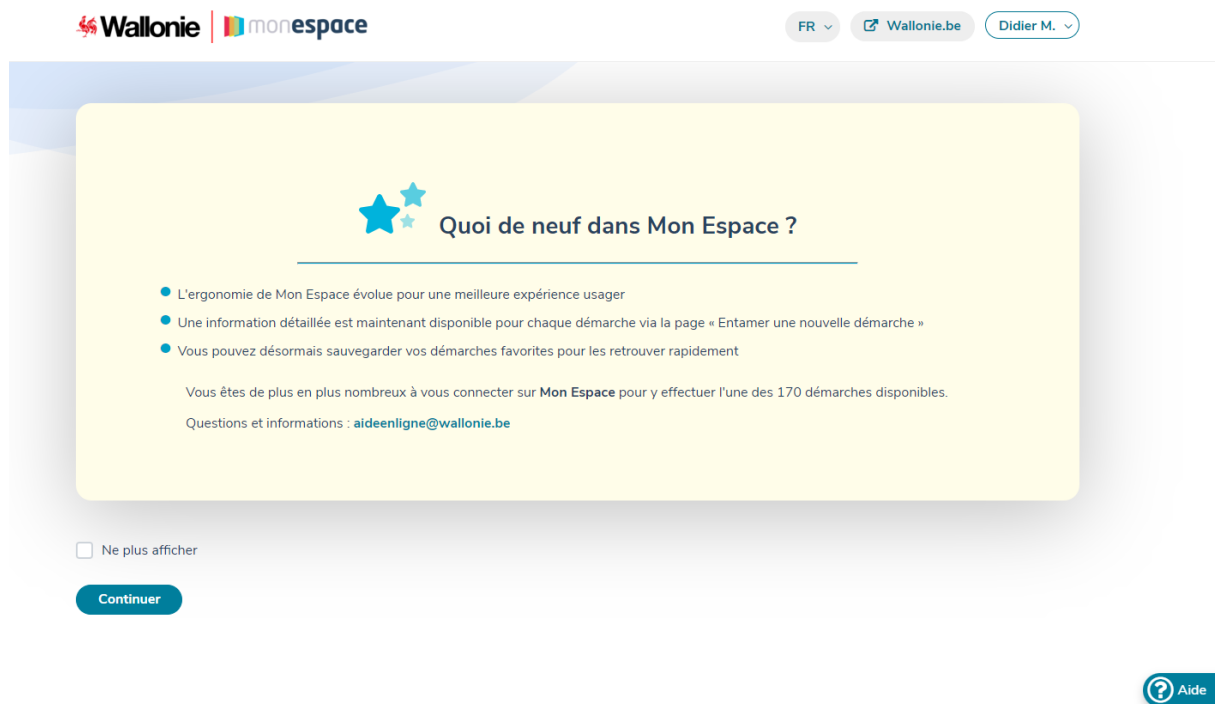 Wallonie
monespace
FR
Wallonie.be
Didier M.
Quoi de neuf dans Mon Espace ?
L'ergonomie de Mon Espace évolue pour une meilleure expérience usager
Une information détaillée est maintenant disponible pour chaque démarche via la page « Entamer une nouvelle démarche »
Vous pouvez désormais sauvegarder vos démarches favorites pour les retrouver rapidement
Vous êtes de plus en plus nombreux à vous connecter sur Mon Espace pour y effectuer l'une des 170 démarches disponibles.
Questions et informations : aideenligne@wallonie.be
Ne plus afficher
Continuer
? Aide